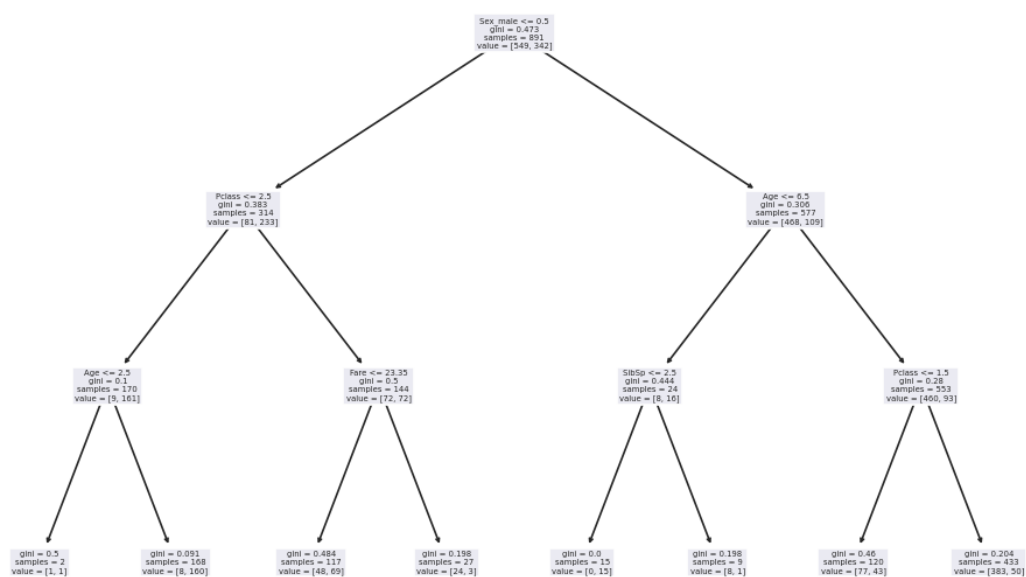 Sex_male <= 0.5
gini = 0.473
samples = 891
value = [549, 342]
Pclass <= 2.5
gini = 0.383
samples = 314
value = [81, 233]
Age <= 6.5
gini = 0.306
samples = 577
value = [468, 109]
Age <= 2.5
gini = 0.1
samples = 170
value = [9, 161]
Fare <= 23.35
gini = 0.5
samples = 144
value = [72, 72]
SibSp <= 2.5
gini = 0.444
samples = 24
value = [8, 16]
Pclass <= 1.5
gini = 0.28
samples = 553
value = [460, 93]
gini = 0.5
samples = 2
value = [1, 1]
gini = 0.091
samples = 168
value = [8, 160]
gini = 0.484
samples = 117
value = [48, 69]
gini = 0.198
samples = 27
value = [24, 3]
gini = 0.0
samples = 15
value = [0, 15]
gini = 0.198
samples = 9
value = [8, 1]
gini = 0.46
samples = 120
value = [77, 43]
gini = 0.204
samples = 433
value = [383, 50]